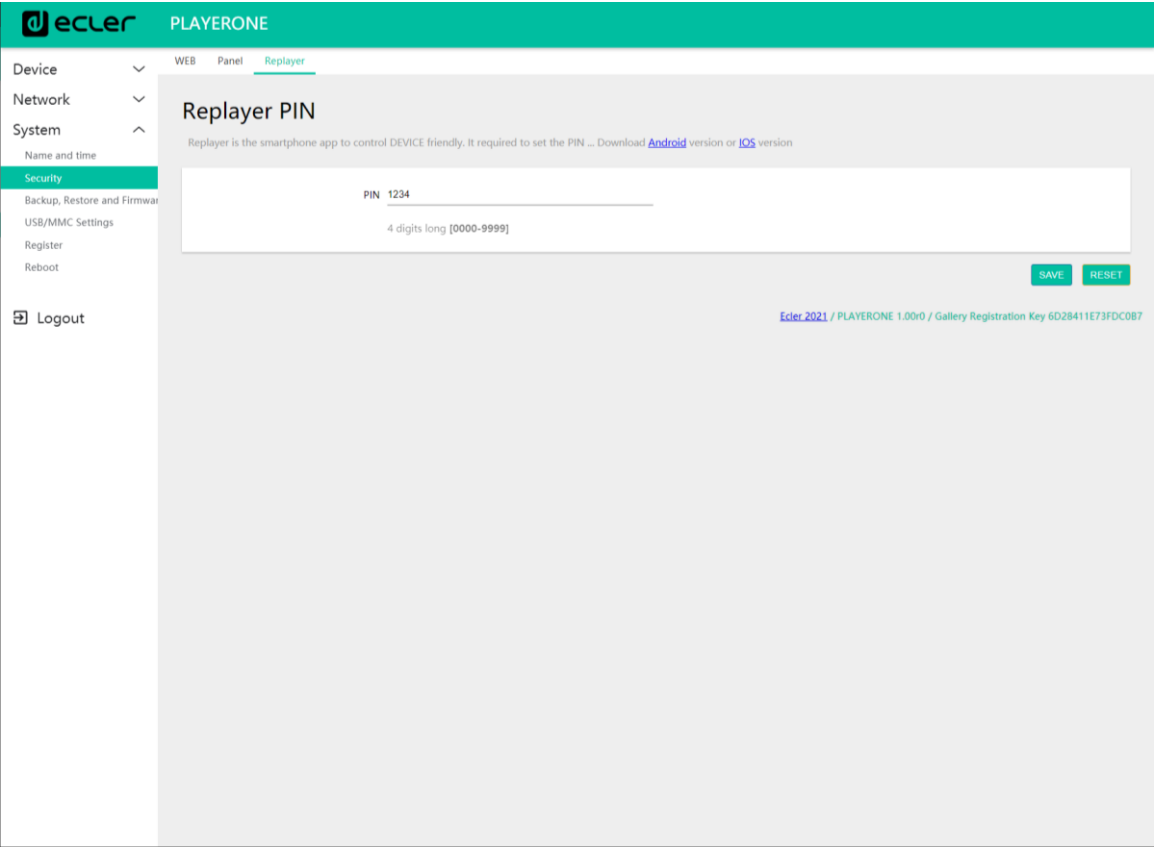 ecler PLAYERONE
WEB Panel Replayer
Device
Network
System
Name and time
Security
Backup, Restore and Firmwar
USB/MMC Settings
Register
Reboot
Logout
Replayer PIN
Replayer is the smartphone app to control DEVICE friendly. It required to set the PIN ... Download Android version or IOS version
PIN 1234
4 digits long [0000-9999]
SAVE RESET
Ecler 2021 / PLAYERONE 1.00r0 / Gallery Registration Key 6D28411E73FDC0B7